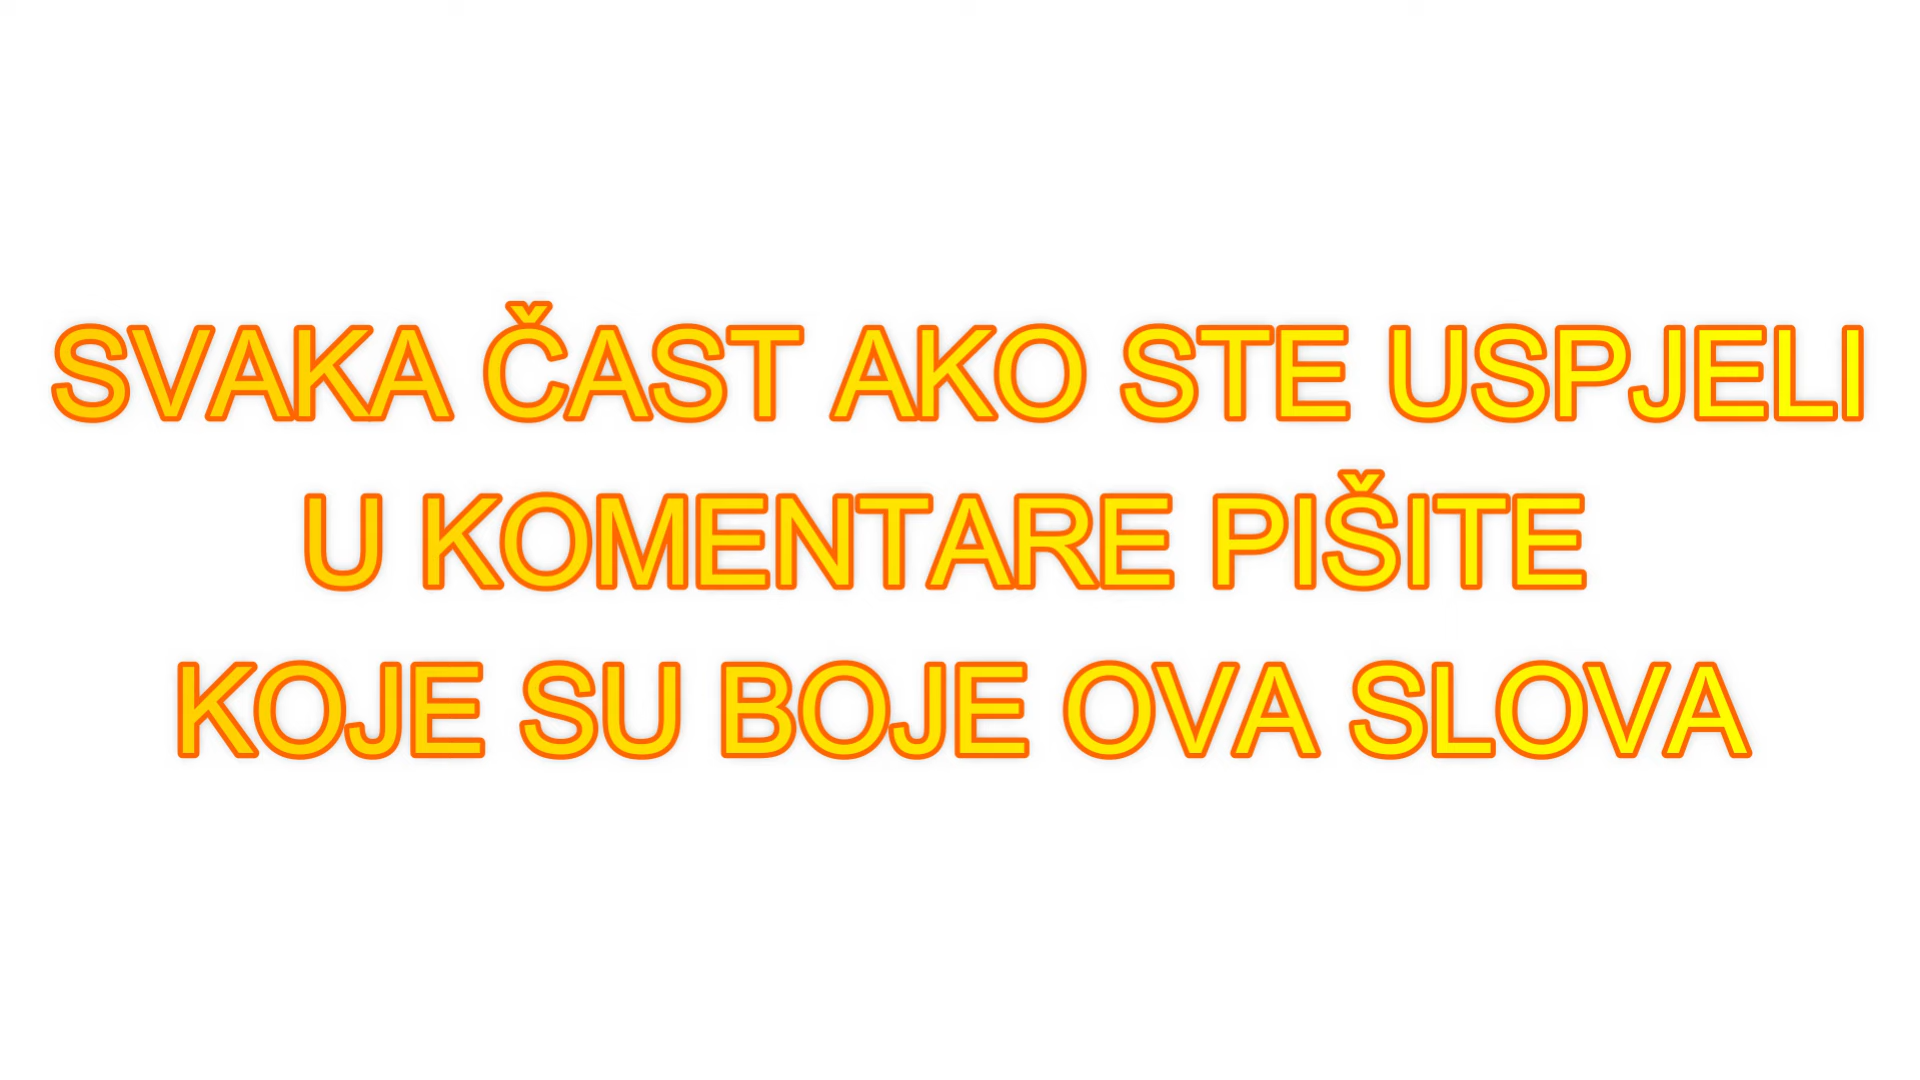 SVAKA ČAST AKO STE USPJELI
U KOMENTARE PIŠITE
KOJE SU BOJE OVA SLOVA